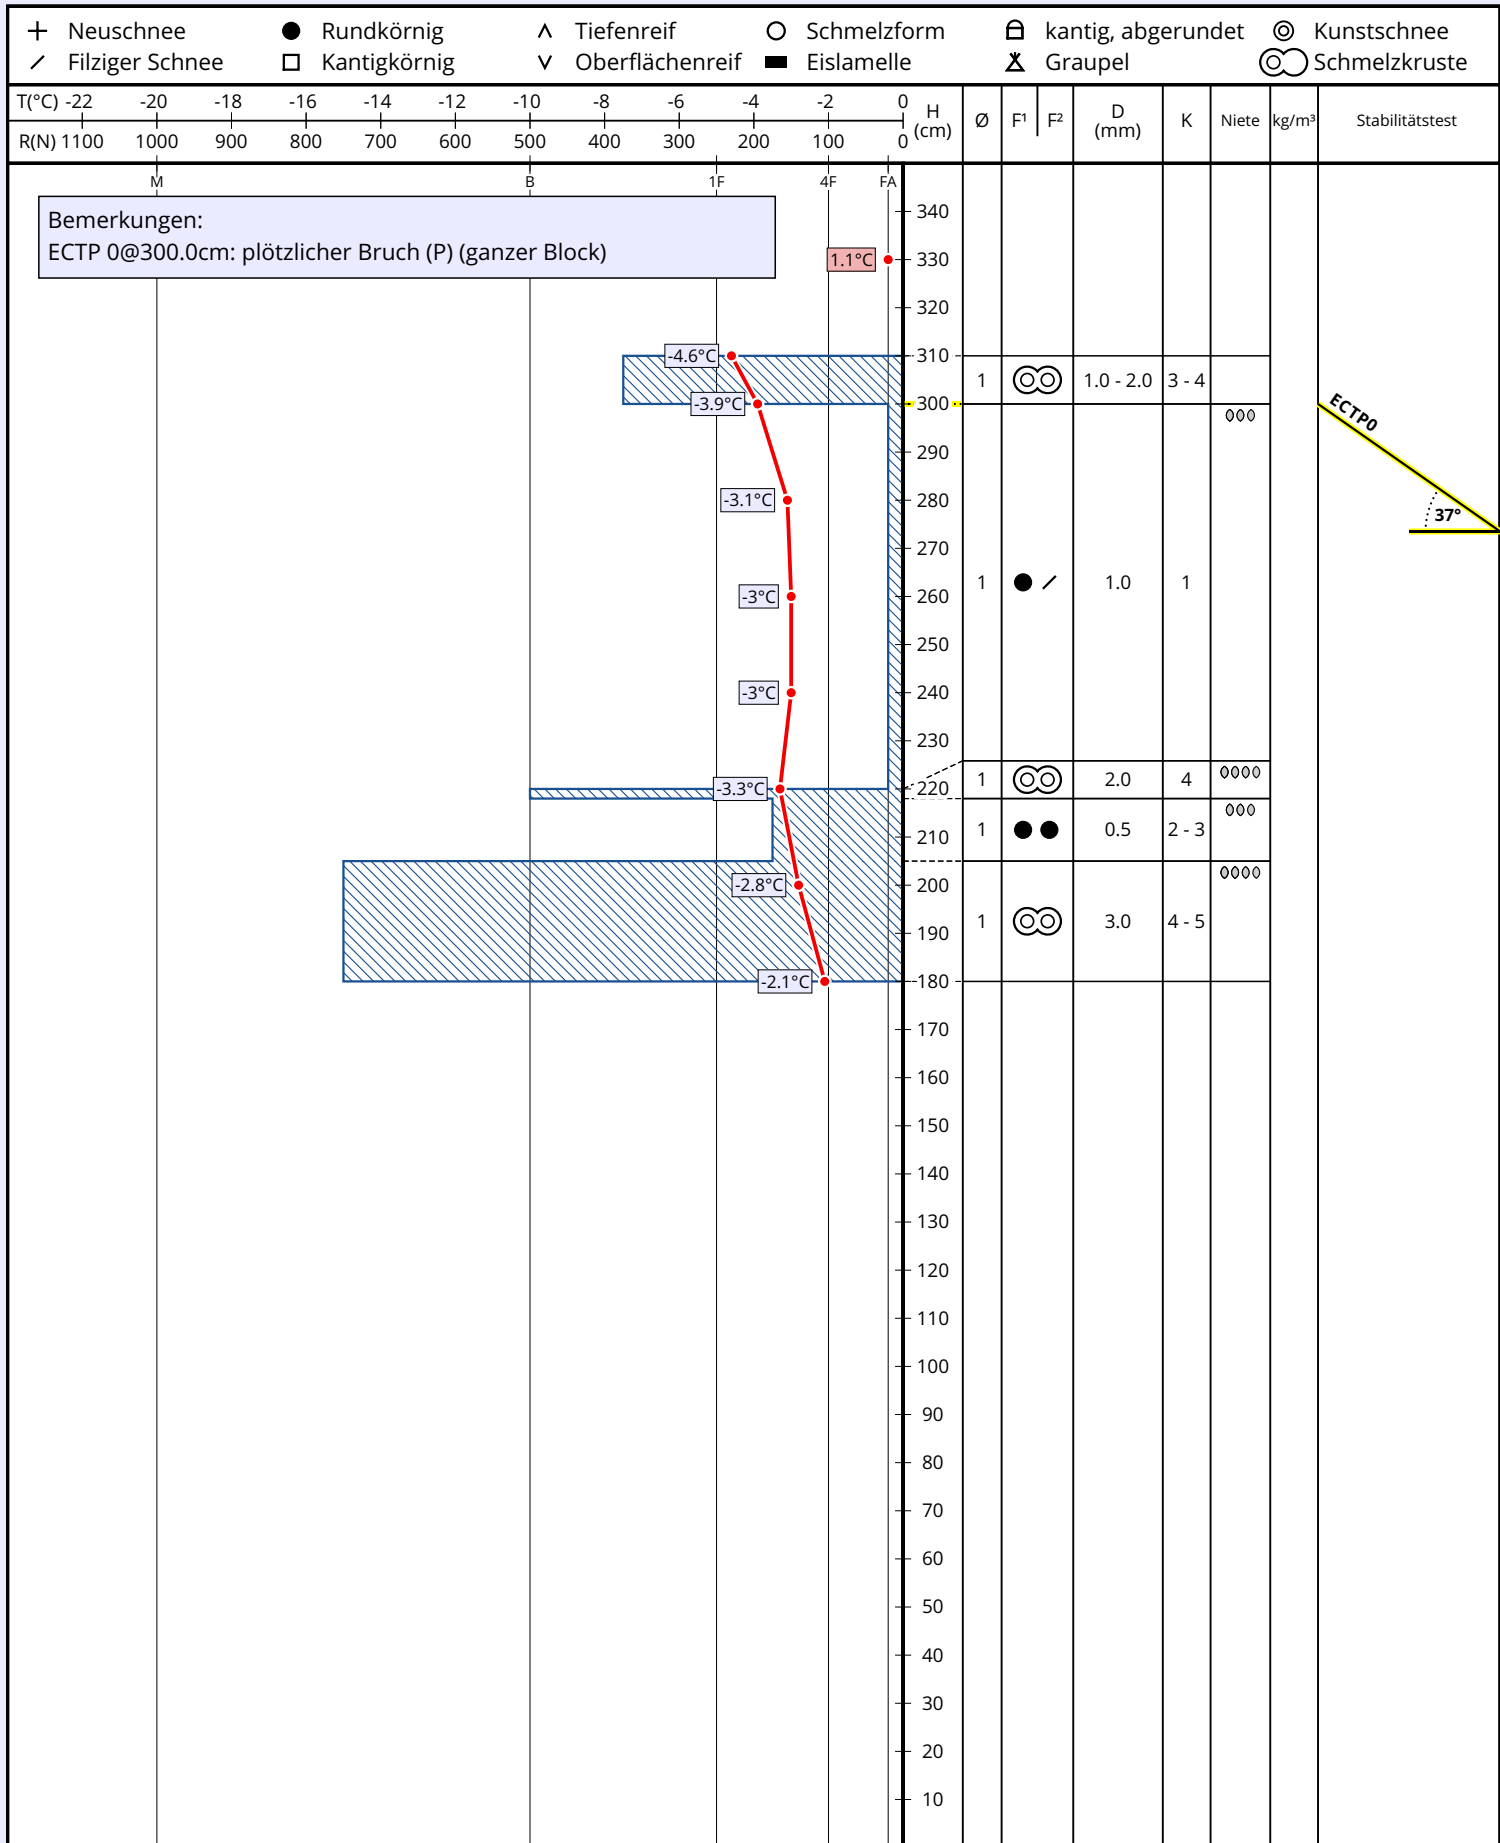 Neuschnee Rundkörnig Tiefenreif Schmelzform kantig, abgerundet Kunstschnee
Filziger Schnee Kantigkörnig Oberflächenreif Eislamelle Graupel Schmelzkruste
T(°C) -22 -20 -18 -16 -14 -12 -10 -8 -6 -4 -2 0
R(N) 1100 1000 900 800 700 600 500 400 300 200 100 0
H (cm) Ø F¹ F² D (mm) K Niete kg/m³ Stabilitätstest
M B 1F 4F FA
Bemerkungen:
ECTP 0@300.0cm: plötzlicher Bruch (P) (ganzer Block)
340
1.1°C 330
320
-4.6°C 310
1 1.0 - 2.0 3 - 4
-3.9°C 300 ECTP0
290
-3.1°C 280
37°
270
1 1.0 1
-3°C 260
250
-3°C 240
230
1 2.0 4
-3.3°C 220
1 0.5 2 - 3
210
-2.8°C 200
1 3.0 4 - 5
190
-2.1°C 180
170
160
150
140
130
120
110
100
90
80
70
60
50
40
30
20
10